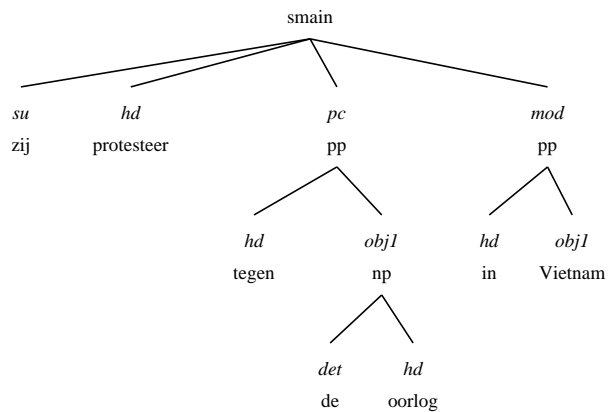 smain
su hd pc mod
zij protesteer pp pp
hd obj1 hd obj1
tegen np in Vietnam
det hd
de oorlog